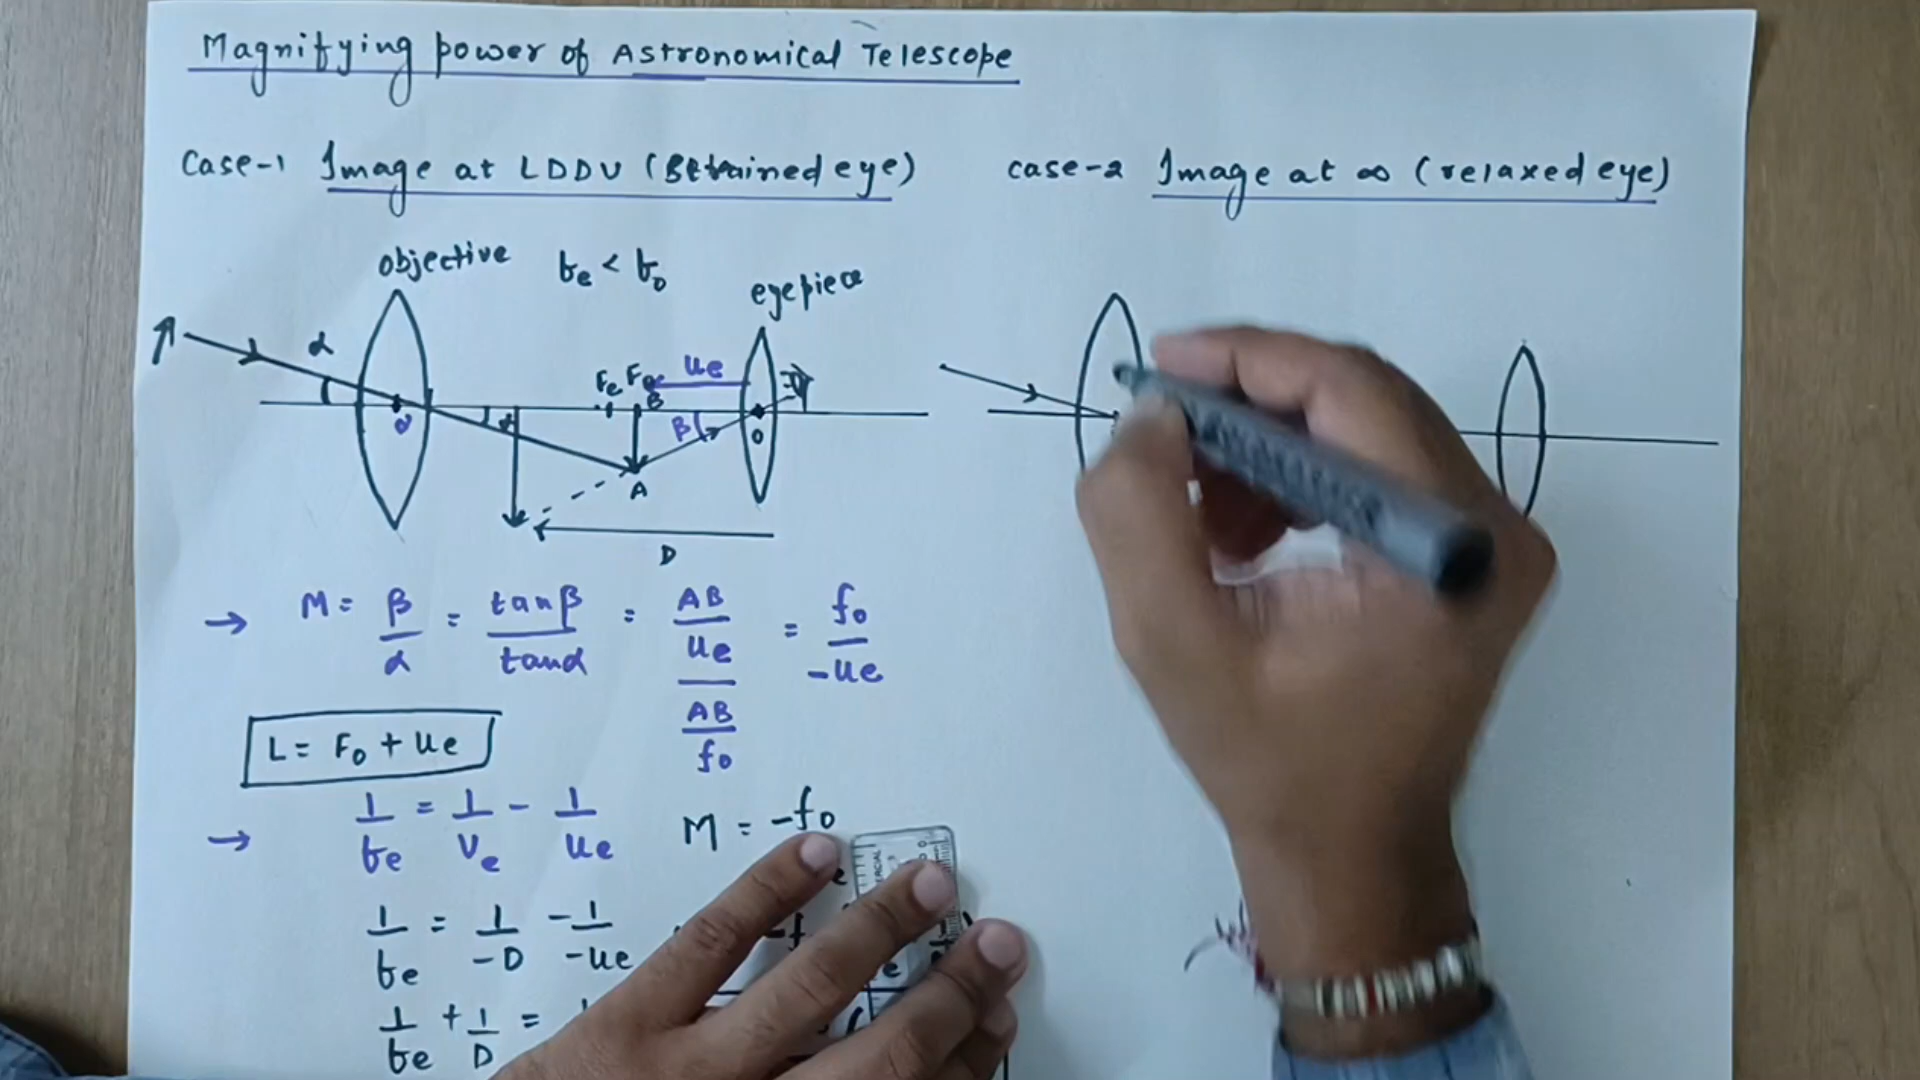 Magnifying power of Astronomical Telescope
Case-1 Image at LDDV (Strained eye)
case-2 Image at ∞ (relaxed eye)
objective
fe < fo
eyepiece
α
Fe Fo
ue
B
β
O
A
D
→ M = β/α = tanβ/tanα = AB/ue / AB/fo = fo/-ue
L = Fo + ue
→ 1/fe = 1/Ve - 1/ue
M = -fo
1/fe = 1/-D -1/-ue
1/fe + 1/D =